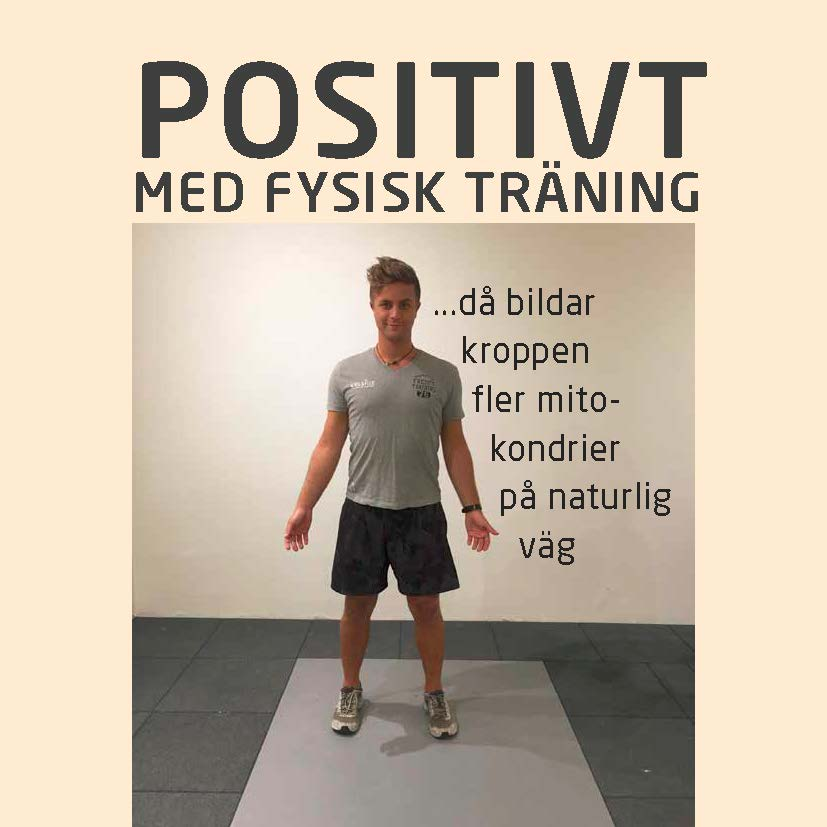 POSITIVT
MED FYSISK TRÄNING
...då bildar
kroppen
fler mito-
kondrier
på naturlig
väg